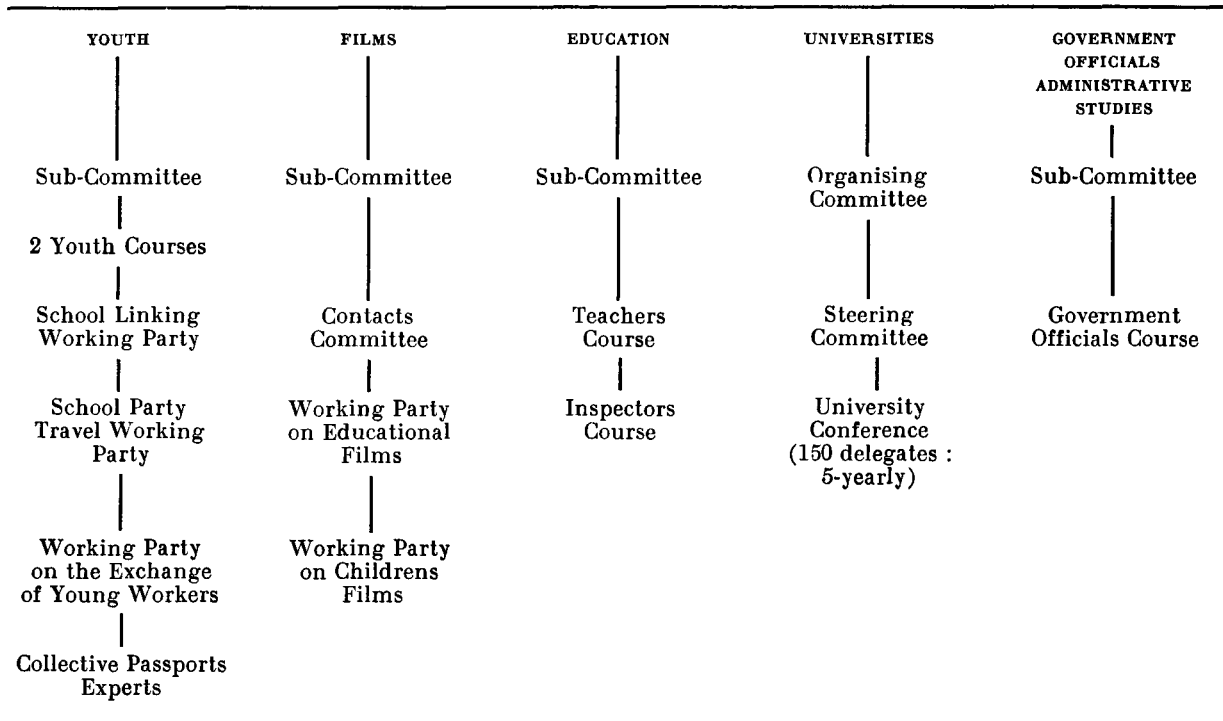 YOUTH
Sub-Committee
2 Youth Courses
School Linking
Working Party
School Party
Travel Working
Party
Working Party
on the Exchange
of Young Workers
Collective Passports
Experts
FILMS
Sub-Committee
Contacts
Committee
Working Party
on Educational
Films
Working Party
on Childrens
Films
EDUCATION
Sub-Committee
Teachers
Course
Inspectors
Course
UNIVERSITIES
Organising
Committee
Steering
Committee
University
Conference
(150 delegates :
5-yearly)
GOVERNMENT
OFFICIALS
ADMINISTRATIVE
STUDIES
Sub-Committee
Government
Officials Course